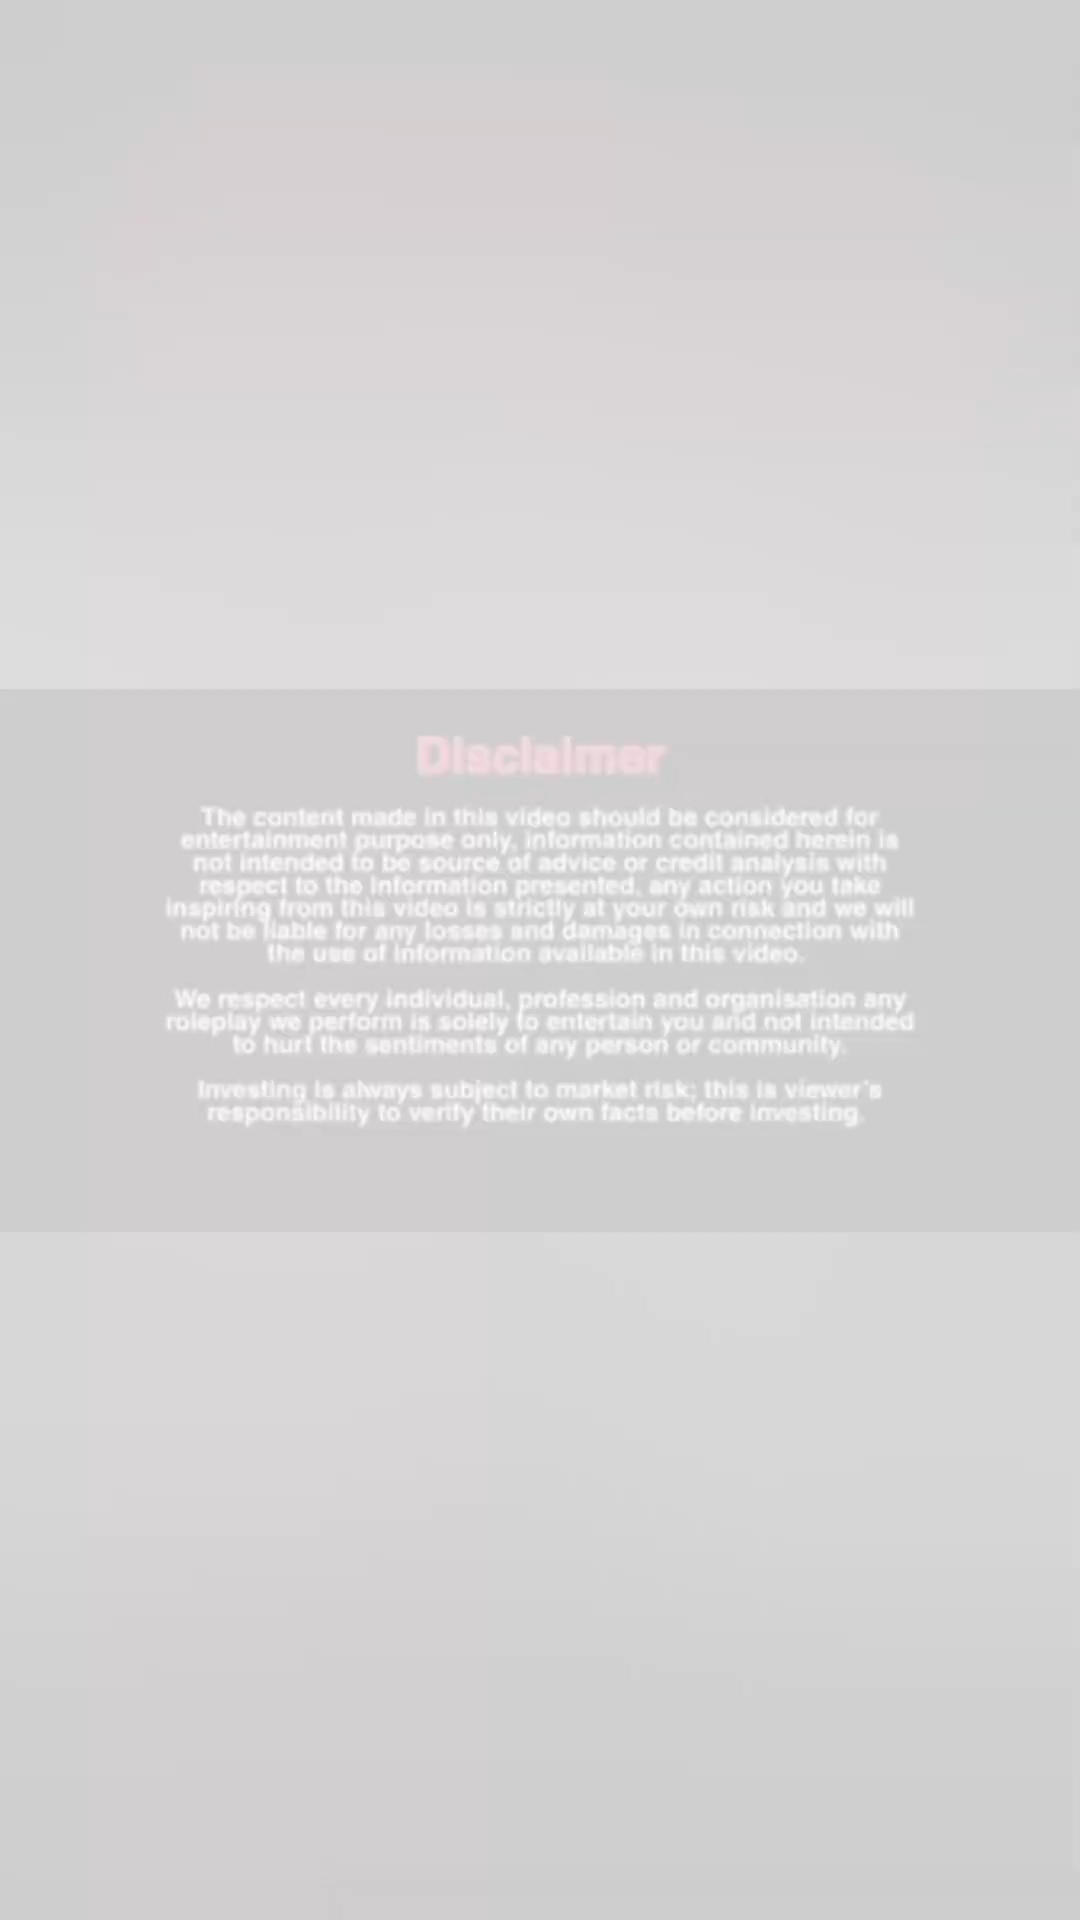 Disclaimer
The content made in this video should be considered for
entertainment purpose only, information contained herein is
not intended to be source of advice or credit analysis with
respect to the information presented, any action you take
inspiring from this video is strictly at your own risk and we will
not be liable for any losses and damages in connection with
the use of information available in this video.
We respect every individual, profession and organisation any
roleplay we perform is solely to entertain you and not intended
to hurt the sentiments of any person or community.
Investing is always subject to market risk; this is viewer's
responsibility to verify their own facts before investing.